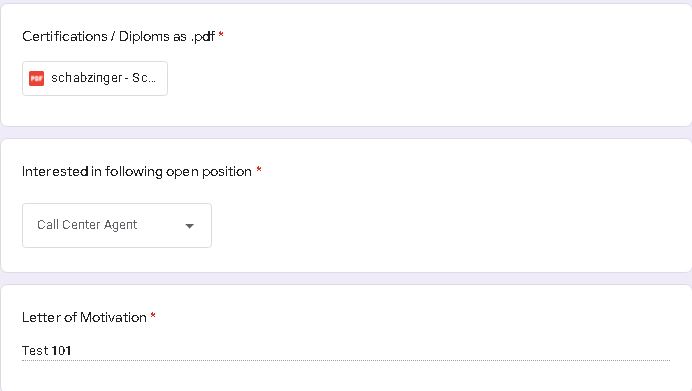 Certifications / Diploms as .pdf *
PDF schabzinger - Sc...
Interested in following open position *
Call Center Agent
Letter of Motivation *
Test 101